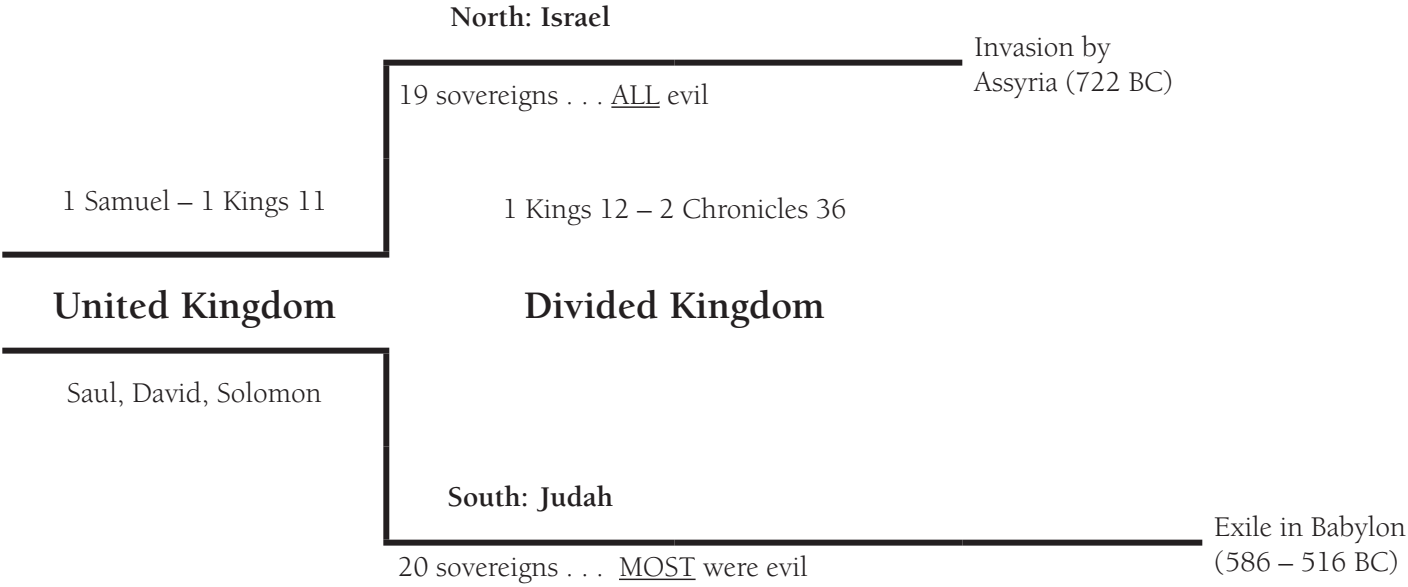 North: Israel
Invasion by
Assyria (722 BC)
19 sovereigns . . . ALL evil
1 Samuel – 1 Kings 11
1 Kings 12 – 2 Chronicles 36
United Kingdom
Divided Kingdom
Saul, David, Solomon
South: Judah
Exile in Babylon
(586 – 516 BC)
20 sovereigns . . . MOST were evil